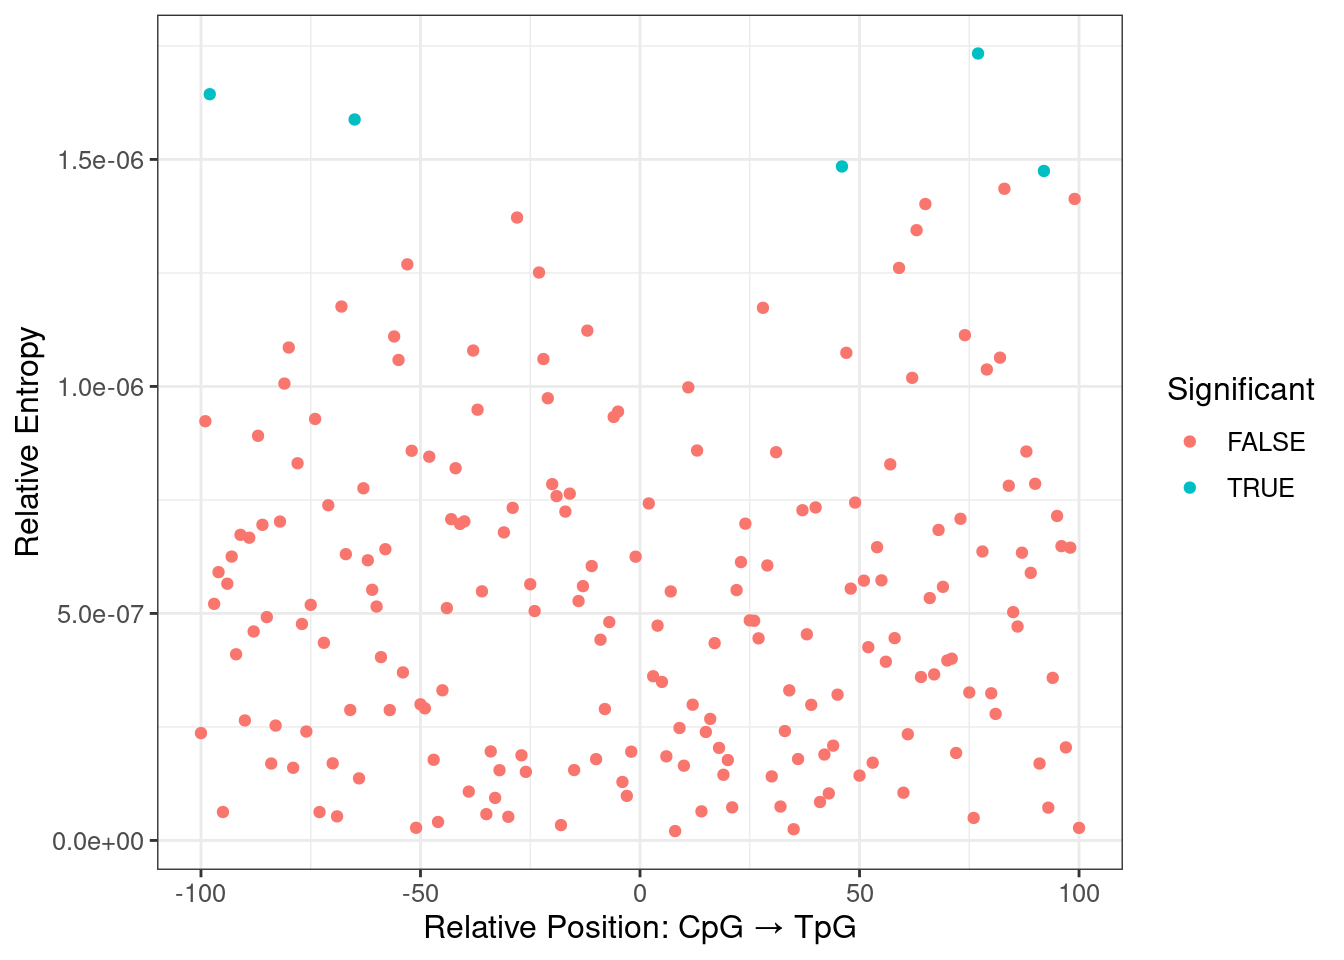 Relative Entropy
1.5e-06
1.0e-06
5.0e-07
0.0e+00
-100
-50
0
50
100
Relative Position: CpG → TpG
Significant
FALSE
TRUE